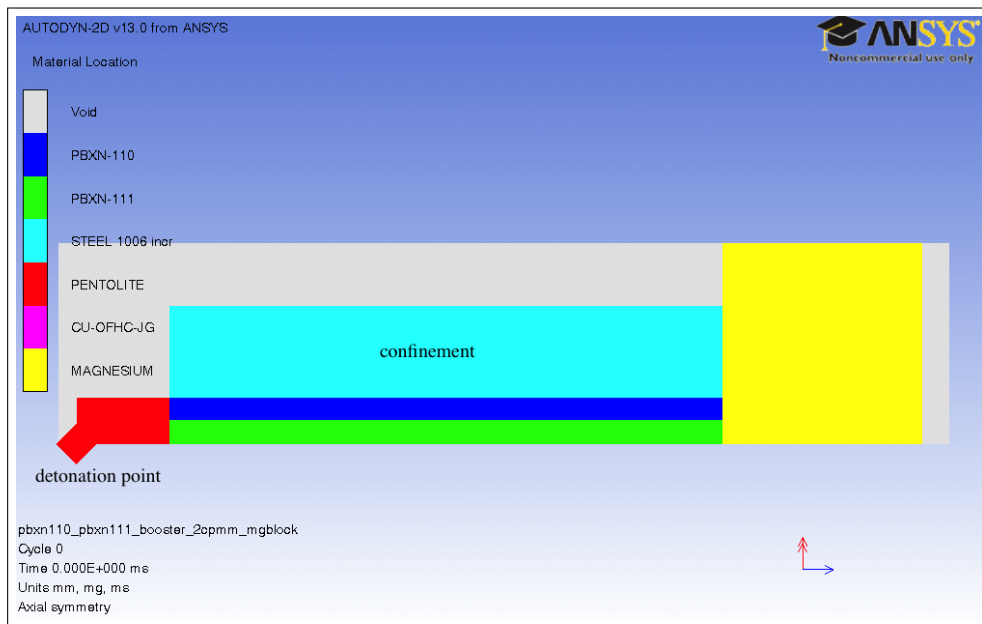 AUTODYN-2D v13.0 from ANSYS
ANSYS
Noncommercial use only
Material Location
Void
PBXN-110
PBXN-111
STEEL 1006 incr
PENTOLITE
CU-OFHC-JG
MAGNESIUM
confinement
detonation point
pbxn110_pbxn111_booster_2cpmm_mgblock
Cycle 0
Time 0.000E+000 ms
Units mm, mg, ms
Axial symmetry